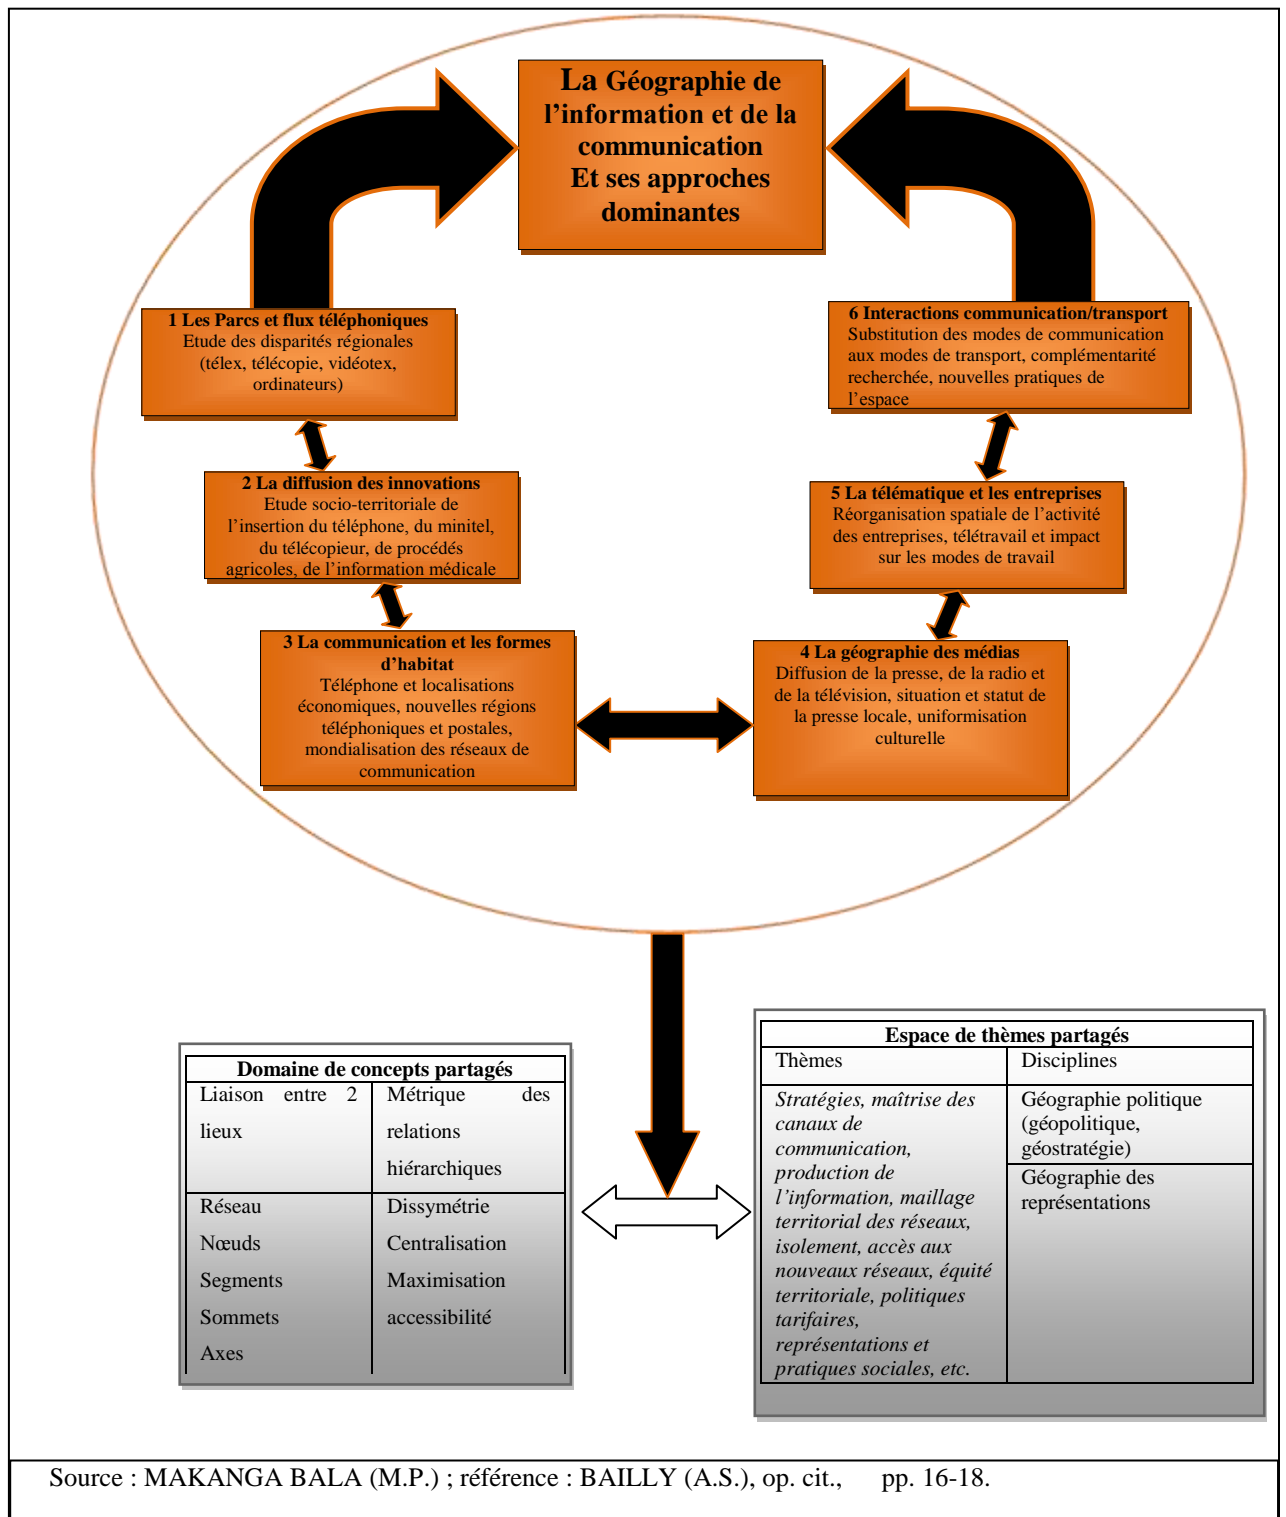 La Géographie de
l’information et de la
communication
Et ses approches
dominantes
1 Les Parcs et flux téléphoniques
Etude des disparités régionales
(télex, télécopie, vidéotex,
ordinateurs)
2 La diffusion des innovations
Etude socio-territoriale de
l’insertion du téléphone, du minitel,
du télécopieur, de procédés
agricoles, de l’information médicale
3 La communication et les formes
d’habitat
Téléphone et localisations
économiques, nouvelles régions
téléphoniques et postales,
mondialisation des réseaux de
communication
4 La géographie des médias
Diffusion de la presse, de la radio et
de la télévision, situation et statut de
la presse locale, uniformisation
culturelle
5 La télématique et les entreprises
Réorganisation spatiale de l’activité
des entreprises, télétravail et impact
sur les modes de travail
6 Interactions communication/transport
Substitution des modes de communication
aux modes de transport, complémentarité
recherchée, nouvelles pratiques de
l’espace
Domaine de concepts partagés
Liaison entre 2
lieux
Métrique des
relations
hiérarchiques
Réseau
Nœuds
Segments
Sommets
Axes
Dissymétrie
Centralisation
Maximisation
accessibilité
Espace de thèmes partagés
Thèmes
Disciplines
Stratégies, maîtrise des
canaux de
communication,
production de
l’information, maillage
territorial des réseaux,
isolement, accès aux
nouveaux réseaux, équité
territoriale, politiques
tarifaires,
représentations et
pratiques sociales, etc.
Géographie politique
(géopolitique,
géostratégie)
Géographie des
représentations
Source : MAKANGA BALA (M.P.) ; référence : BAILLY (A.S.), op. cit., pp. 16-18.